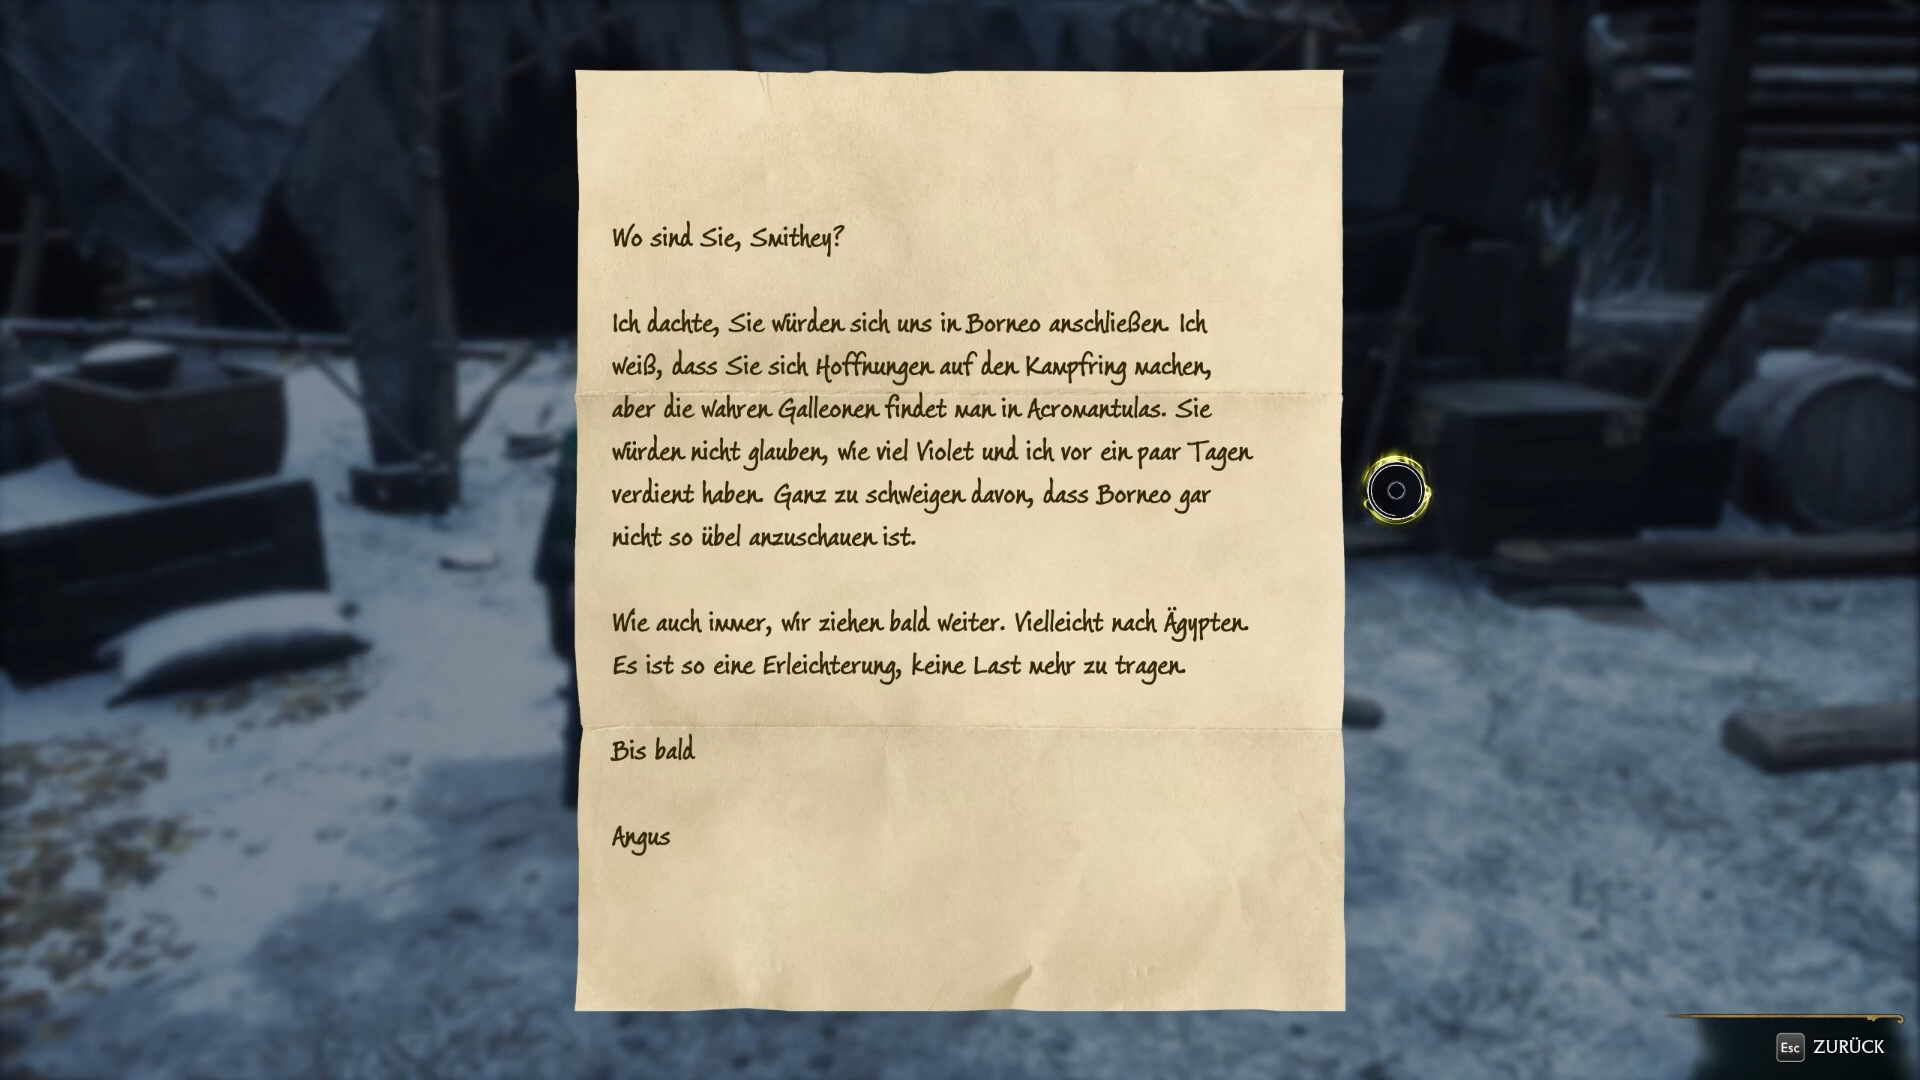 Wo sind Sie, Smithey?
Ich dachte, Sie würden sich uns in Borneo anschließen. Ich
weiß, dass Sie sich Hoffnungen auf den Kampfring machen,
aber die wahren Galleonen findet man in Acromantulas. Sie
würden nicht glauben, wie viel Violet und ich vor ein paar Tagen
verdient haben. Ganz zu schweigen davon, dass Borneo gar
nicht so übel anzuschauen ist.
Wie auch immer, wir ziehen bald weiter. Vielleicht nach Ägypten.
Es ist so eine Erleichterung, keine Last mehr zu tragen.
Bis bald
Angus
Esc ZURÜCK